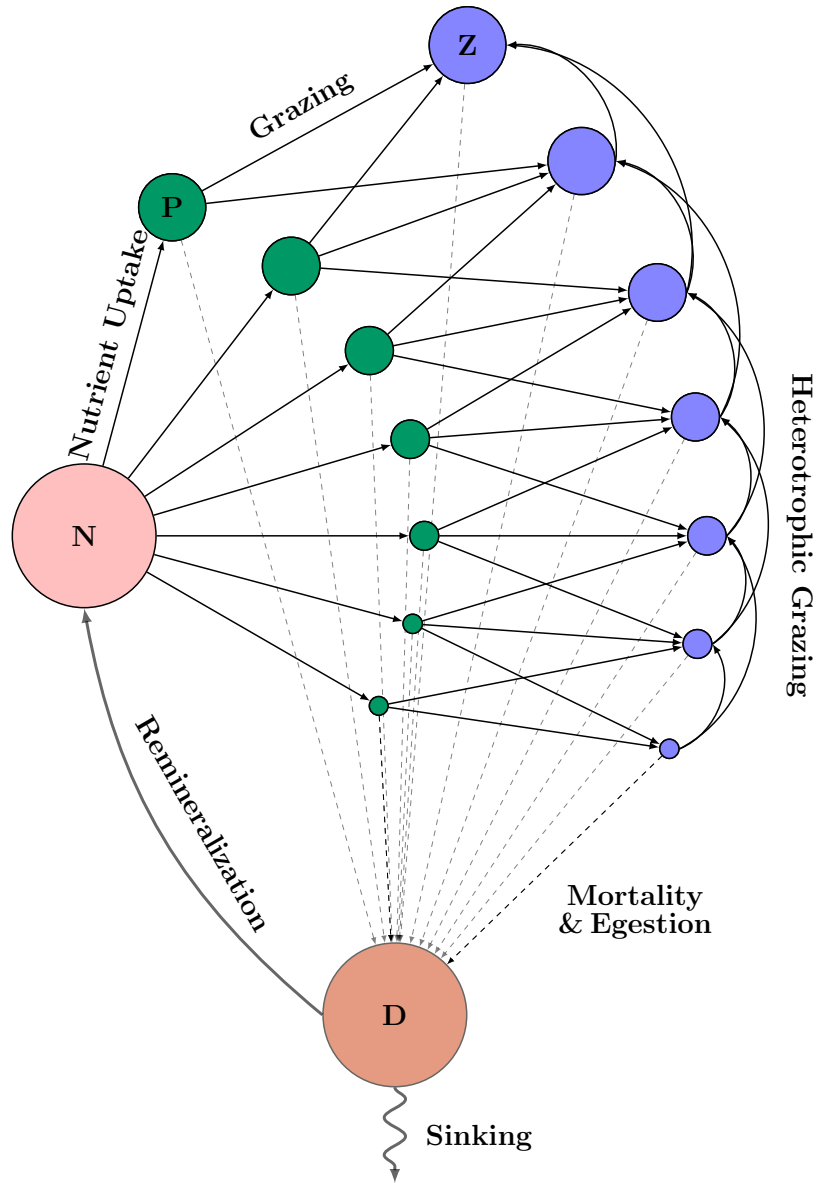 Z
Grazing
P
Nutrient Uptake
Heterotrophic Grazing
N
Remineralization
Mortality
& Egestion
D
Sinking